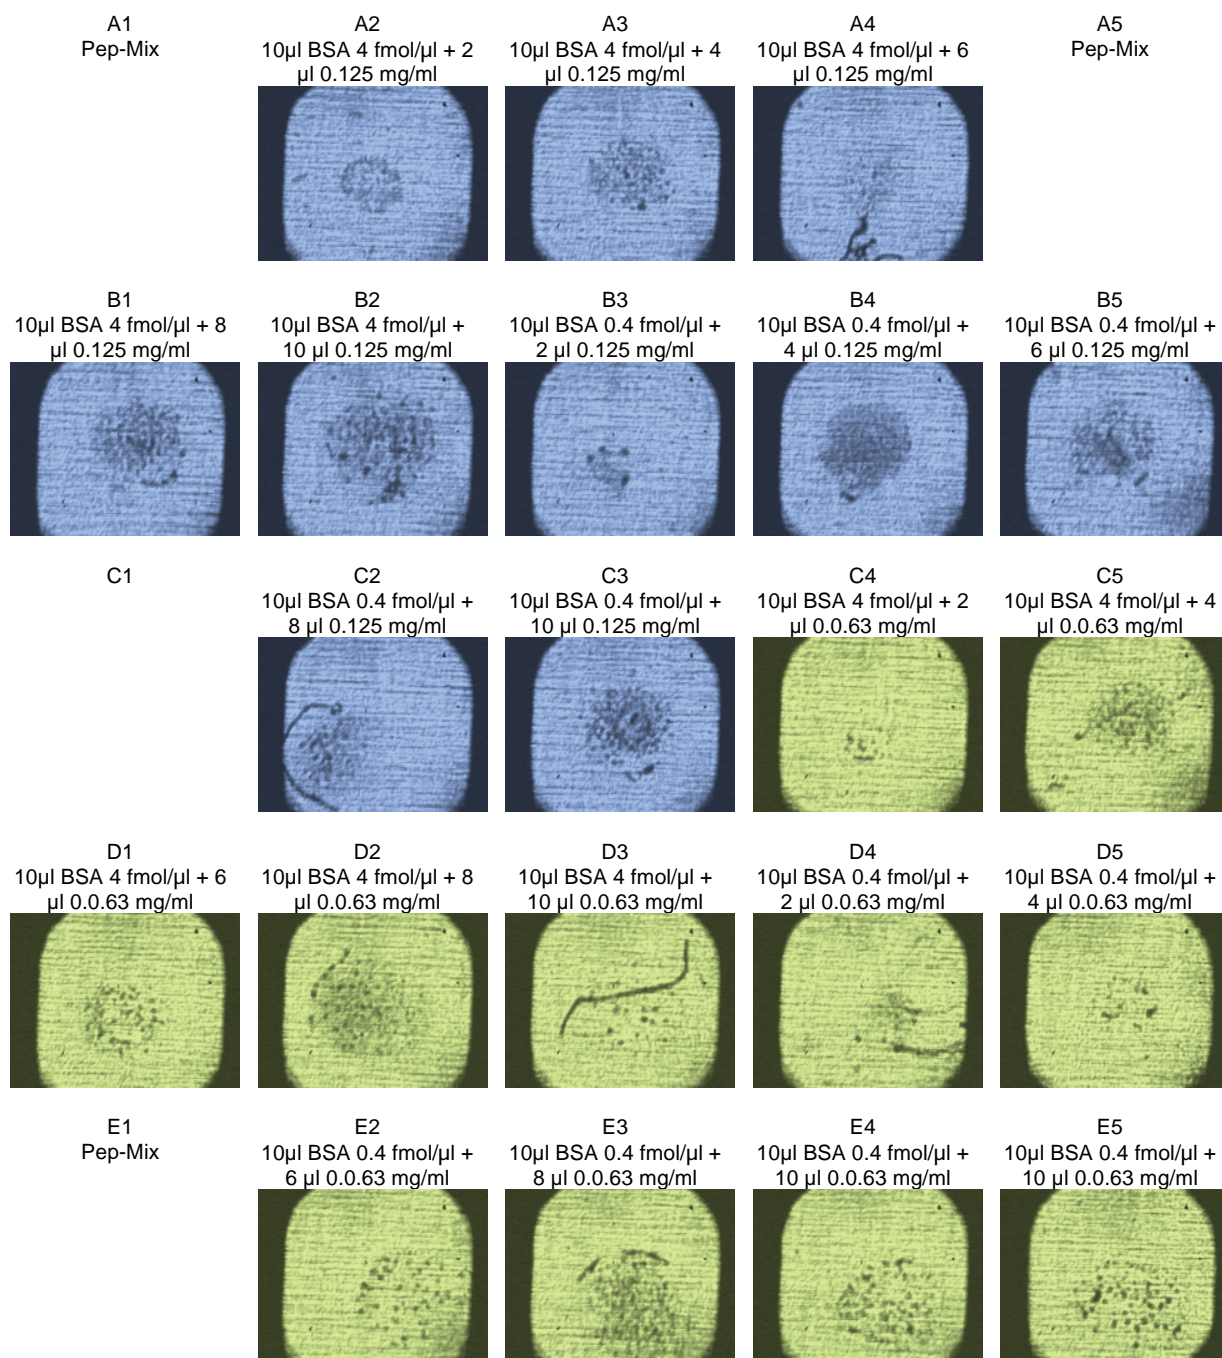 A1
Pep-Mix
A2
10µl BSA 4 fmol/µl + 2
µl 0.125 mg/ml
A3
10µl BSA 4 fmol/µl + 4
µl 0.125 mg/ml
A4
10µl BSA 4 fmol/µl + 6
µl 0.125 mg/ml
A5
Pep-Mix
B1
10µl BSA 4 fmol/µl + 8
µl 0.125 mg/ml
B2
10µl BSA 4 fmol/µl +
10 µl 0.125 mg/ml
B3
10µl BSA 0.4 fmol/µl +
2 µl 0.125 mg/ml
B4
10µl BSA 0.4 fmol/µl +
4 µl 0.125 mg/ml
B5
10µl BSA 0.4 fmol/µl +
6 µl 0.125 mg/ml
C1
C2
10µl BSA 0.4 fmol/µl +
8 µl 0.125 mg/ml
C3
10µl BSA 0.4 fmol/µl +
10 µl 0.125 mg/ml
C4
10µl BSA 4 fmol/µl + 2
µl 0.0.63 mg/ml
C5
10µl BSA 4 fmol/µl + 4
µl 0.0.63 mg/ml
D1
10µl BSA 4 fmol/µl + 6
µl 0.0.63 mg/ml
D2
10µl BSA 4 fmol/µl + 8
µl 0.0.63 mg/ml
D3
10µl BSA 4 fmol/µl +
10 µl 0.0.63 mg/ml
D4
10µl BSA 0.4 fmol/µl +
2 µl 0.0.63 mg/ml
D5
10µl BSA 0.4 fmol/µl +
4 µl 0.0.63 mg/ml
E1
Pep-Mix
E2
10µl BSA 0.4 fmol/µl +
6 µl 0.0.63 mg/ml
E3
10µl BSA 0.4 fmol/µl +
8 µl 0.0.63 mg/ml
E4
10µl BSA 0.4 fmol/µl +
10 µl 0.0.63 mg/ml
E5
10µl BSA 0.4 fmol/µl +
10 µl 0.0.63 mg/ml